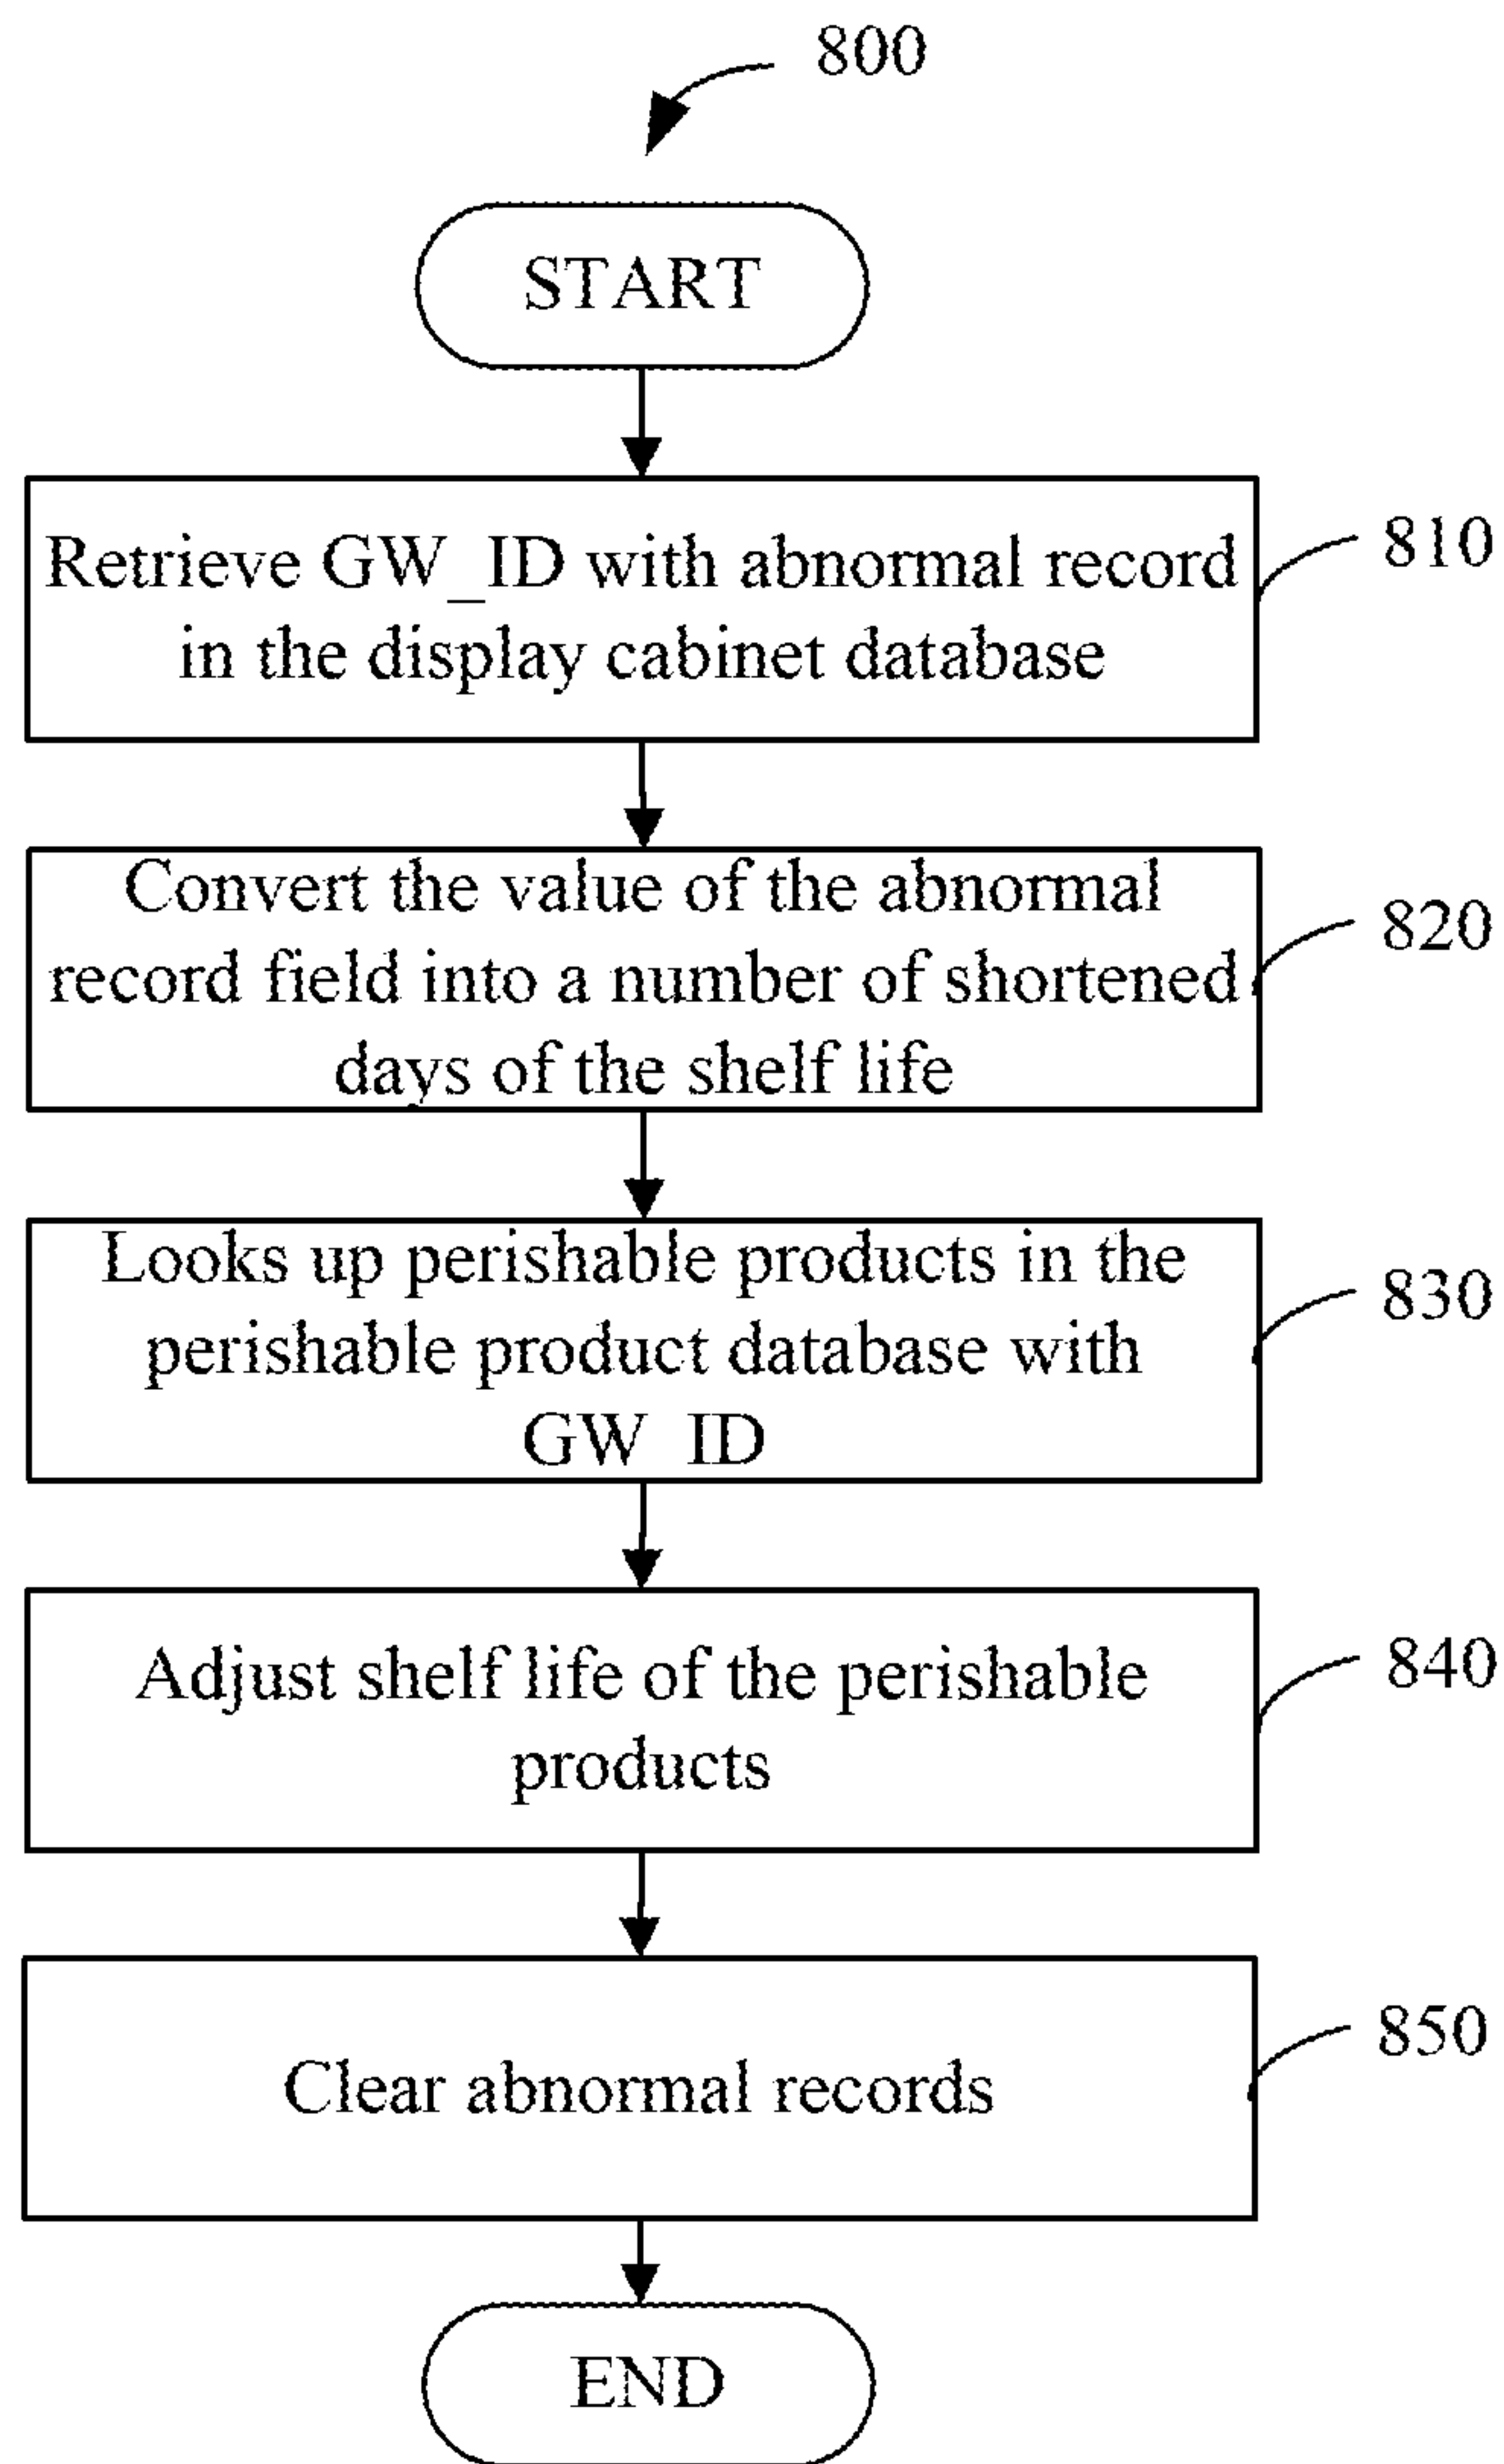 800
START
Retrieve GW_ID with abnormal record
in the display cabinet database
810
Convert the value of the abnormal
record field into a number of shortened
days of the shelf life
820
Looks up perishable products in the
perishable product database with
GW_ID
830
Adjust shelf life of the perishable
products
840
Clear abnormal records
850
END